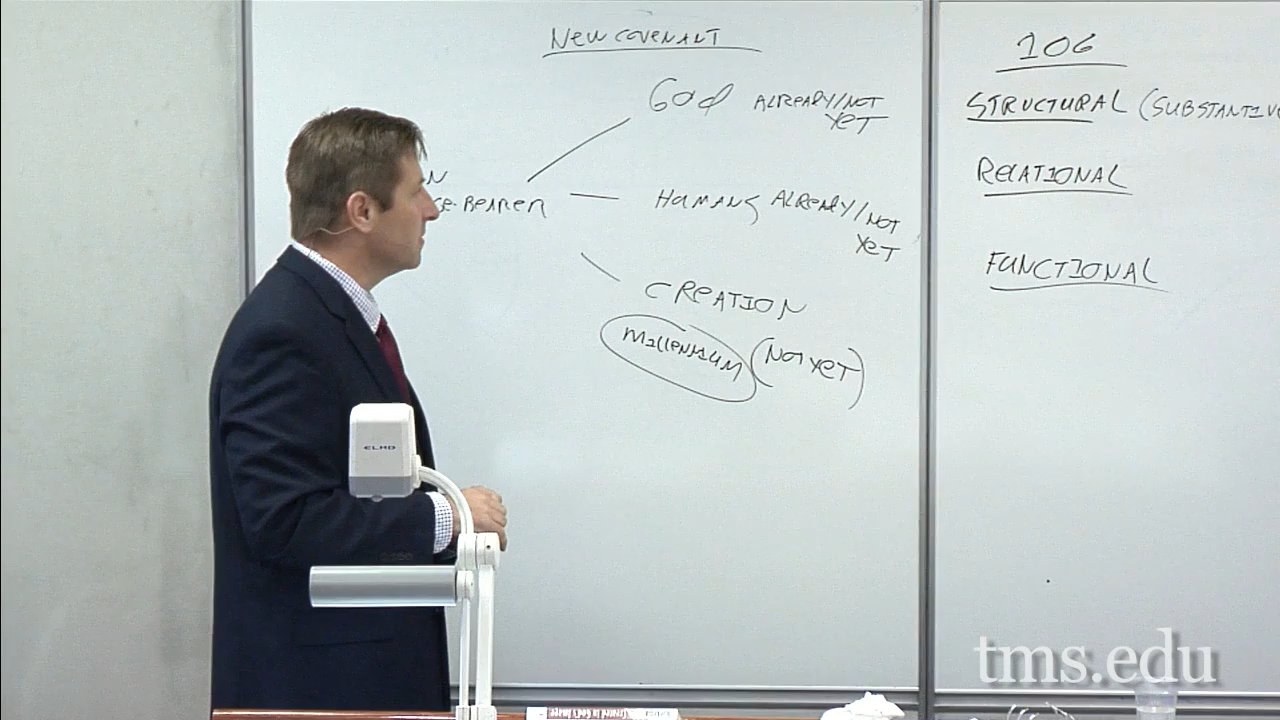 NEW COVENANT
God ALREADY/NOT
YET
N
GE-BEARER
HUMANS ALREADY/NOT
YET
CREATION
MILLENNIUM (NOT YET)
106
STRUCTURAL (SUBSTANTIV
RELATIONAL
FUNCTIONAL
ELMO
tms.edu